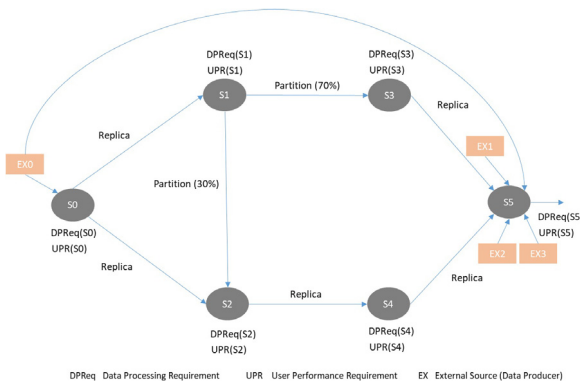 DPReq(S1)
UPR(S1)
DPReq(S3)
UPR(S3)
S1
Partition (70%)
S3
Replica
Replica
EX1
EX0
Partition (30%)
S0
S5
DPReq(S0)
UPR(S0)
DPReq(S5
UPR(S5)
EX2
EX3
Replica
Replica
Replica
S2
S4
DPReq(S2)
UPR(S2)
DPReq(S4)
UPR(S4)
DPReq Data Processing Requirement UPR User Performance Requirement EX External Source (Data Producer)